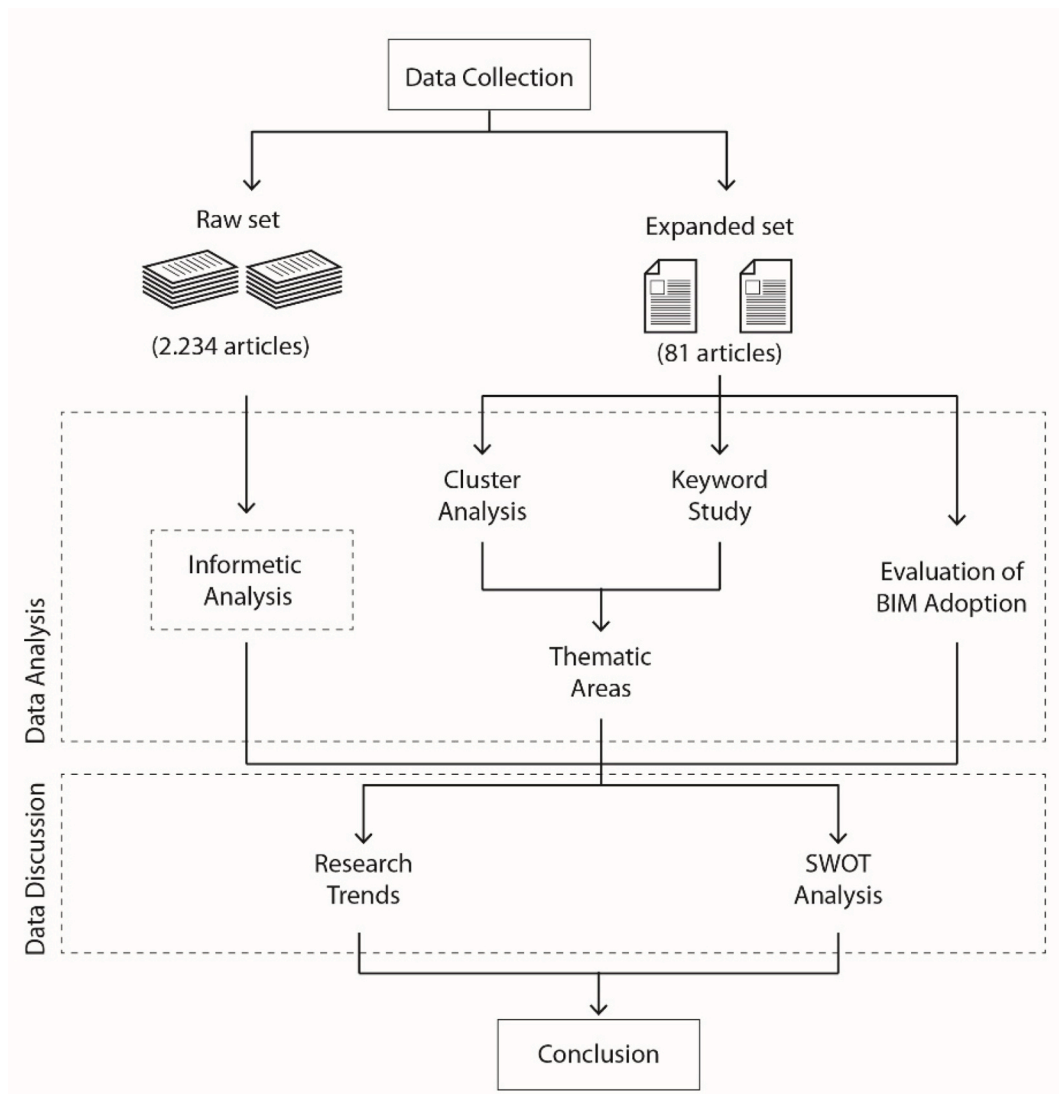 Data Collection
Raw set
(2.234 articles)
Expanded set
(81 articles)
Data Analysis
Informetic
Analysis
Cluster
Analysis
Keyword
Study
Thematic
Areas
Evaluation of
BIM Adoption
Data Discussion
Research
Trends
SWOT
Analysis
Conclusion